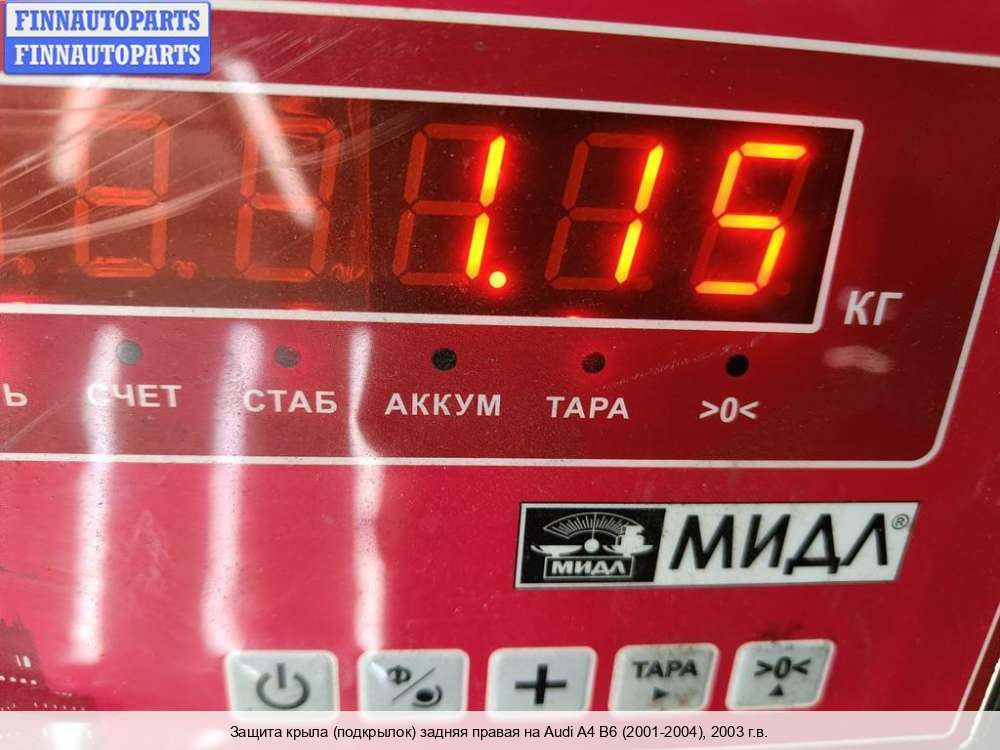 FINNAUTOPARTS
FINNAUTOPARTS
1.15
КГ
Ь СЧЕТ СТАБ АККУМ ТАРА >0<
МИДЛ МИДЛ®
Ф ТАРА >0<
Защита крыла (подкрылок) задняя правая на Audi A4 B6 (2001-2004), 2003 г.в.